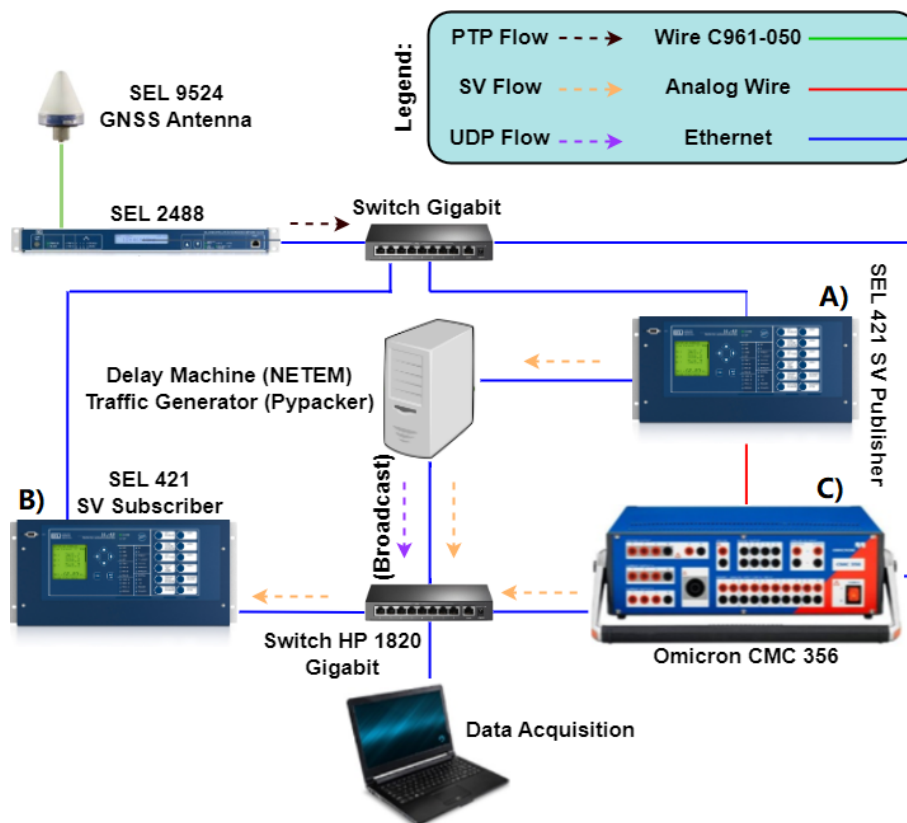 Legend:
PTP Flow
Wire C961-050
SV Flow
Analog Wire
UDP Flow
Ethernet
SEL 9524
GNSS Antenna
SEL 2488
Switch Gigabit
A)
SEL 421 SV Publisher
Delay Machine (NETEM)
Traffic Generator (Pypacker)
(Broadcast)
B)
SEL 421
SV Subscriber
C)
Switch HP 1820
Gigabit
Omicron CMC 356
Data Acquisition